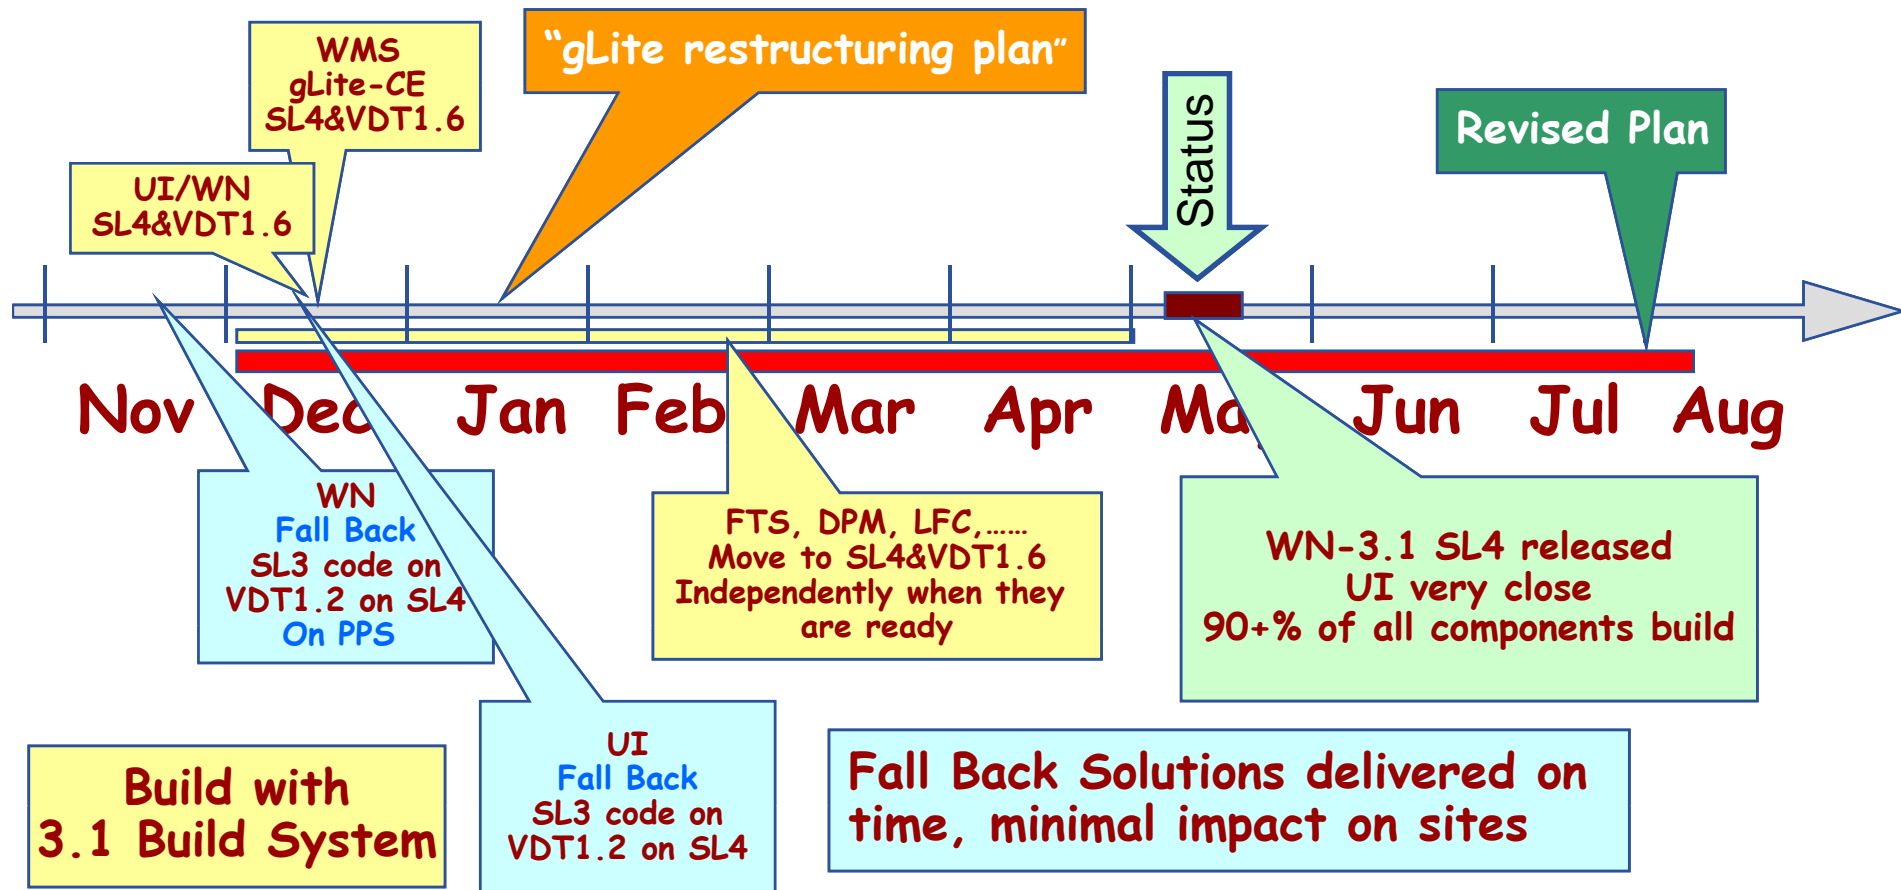 WMS
gLite-CE
SL4&VDT1.6
“gLite restructuring plan”
Status
Revised Plan
UI/WN
SL4&VDT1.6
Nov Dec Jan Feb Mar Apr May Jun Jul Aug
WN
Fall Back
SL3 code on
VDT1.2 on SL4
On PPS
FTS, DPM, LFC,……
Move to SL4&VDT1.6
Independently when they
are ready
WN-3.1 SL4 released
UI very close
90+% of all components build
UI
Fall Back
SL3 code on
VDT1.2 on SL4
Build with
3.1 Build System
Fall Back Solutions delivered on
time, minimal impact on sites